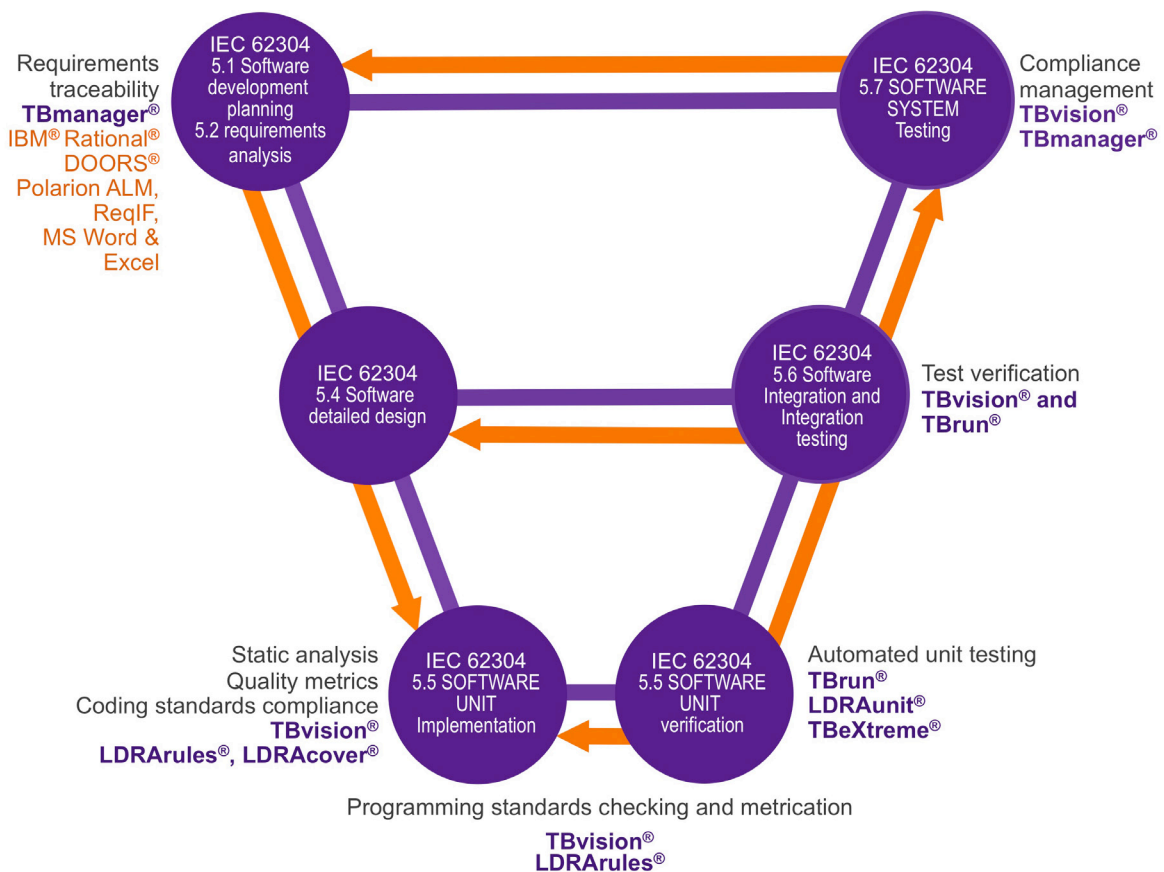 Requirements
traceability
TBmanager®
IBM® Rational®
DOORS®
Polarion ALM,
ReqIF,
MS Word &
Excel
IEC 62304
5.1 Software
development
planning
5.2 requirements
analysis
IEC 62304
5.7 SOFTWARE
SYSTEM
Testing
Compliance
management
TBvision®
TBmanager®
IEC 62304
5.4 Software
detailed design
IEC 62304
5.6 Software
Integration and
Integration
testing
Test verification
TBvision® and
TBrun®
Static analysis
Quality metrics
Coding standards compliance
TBvision®
LDRArules®, LDRAcover®
IEC 62304
5.5 SOFTWARE
UNIT
Implementation
IEC 62304
5.5 SOFTWARE
UNIT
verification
Automated unit testing
TBrun®
LDRAunit®
TBeXtreme®
Programming standards checking and metrication
TBvision®
LDRArules®